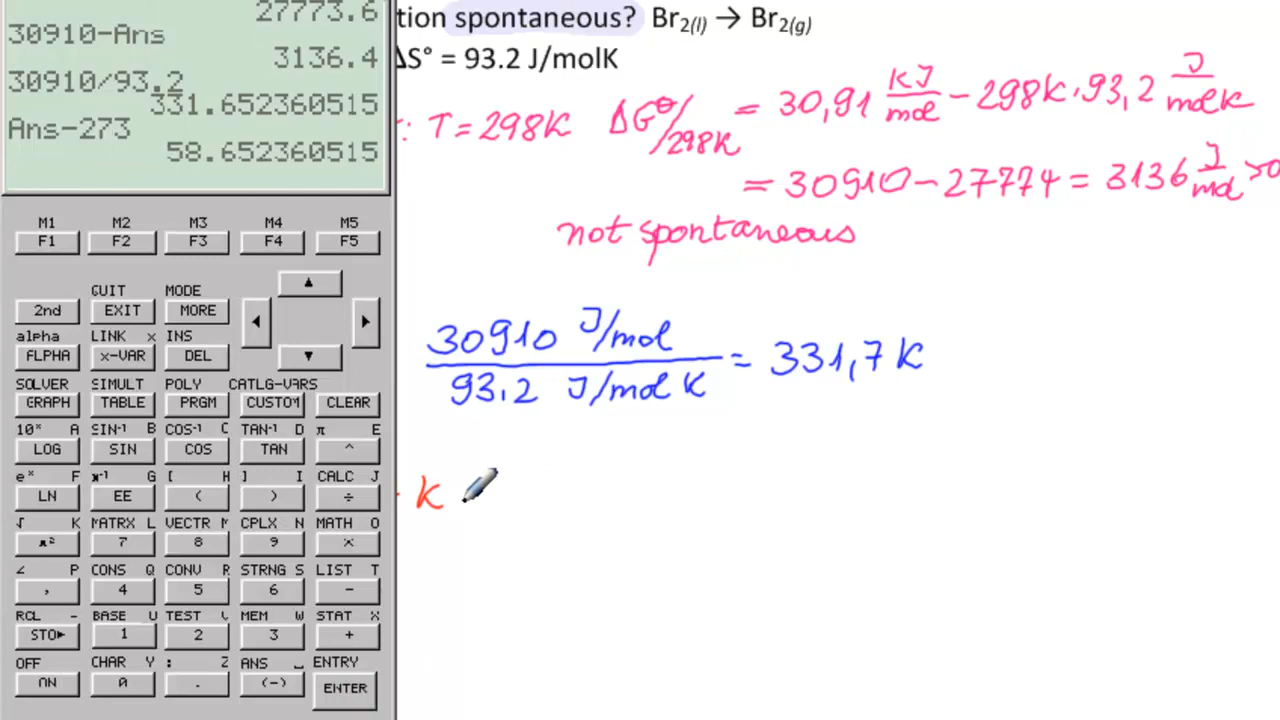 27773.6
30910-Ans
3136.4
30910/93.2
331.652360515
Ans-273
58.652360515
M1 M2 M3 M4 M5
F1 F2 F3 F4 F5
QUIT MODE
2nd EXIT MORE
alpha LINK x INS
ALPHA x-VAR DEL
SOLVER SIMULT POLY CATLG-VARS
GRAPH TABLE PRGM CUSTOM CLEAR
10ˣ A SIN⁻¹ B COS⁻¹ C TAN⁻¹ D π E
LOG SIN COS TAN ^
eˣ F x⁻¹ G [ H ] I CALC J
LN EE ( ) ÷
√ K MATRX L VECTR M CPLX N MATH O
x² 7 8 9 ×
∠ P CONS Q CONV R STRNG S LIST T
, 4 5 6 -
RCL = BASE U TEST V MEM W STAT X
STO▸ 1 2 3 +
OFF CHAR Y : Z ANS ␣ ENTRY
ON 0 . (-) ENTER
tion spontaneous? Br₂₍l₎ → Br₂₍g₎
ΔS° = 93.2 J/molK
: T = 298K ΔG°/298K = 30,91 kJ/mol - 298K·93,2 J/mol K
= 30910 - 27774 = 3136 J/mol >0
not spontaneous
30910 J/mol / 93.2 J/mol K = 331,7 K
K